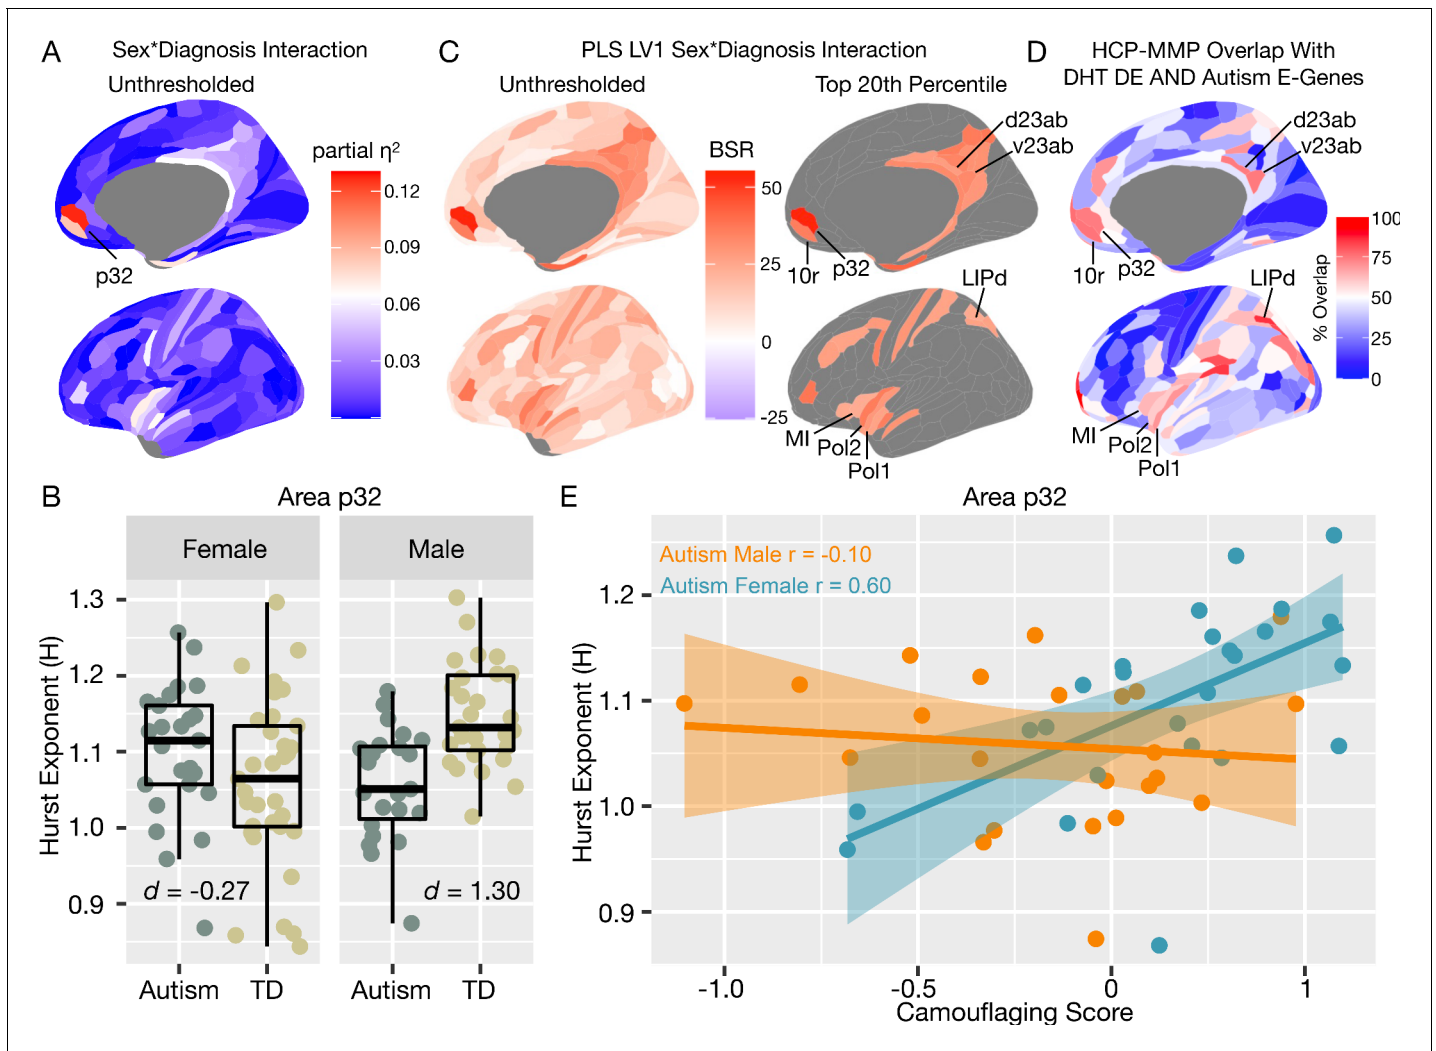 A
Sex*Diagnosis Interaction
Unthresholded
partial η²
0.12
0.09
0.06
0.03
p32
C
PLS LV1 Sex*Diagnosis Interaction
Unthresholded
Top 20th Percentile
BSR
50
25
0
-25
d23ab
v23ab
10r
p32
LIPd
MI
Pol2
Pol1
D
HCP-MMP Overlap With
DHT DE AND Autism E-Genes
d23ab
v23ab
10r
p32
LIPd
MI
Pol2
Pol1
100
75
50
25
0
% Overlap
B
Area p32
Female
Male
Hurst Exponent (H)
1.3
1.2
1.1
1.0
0.9
d = -0.27
d = 1.30
Autism
TD
Autism
TD
E
Area p32
Autism Male r = -0.10
Autism Female r = 0.60
Hurst Exponent (H)
1.2
1.1
1.0
0.9
-1.0
-0.5
0
1
Camouflaging Score